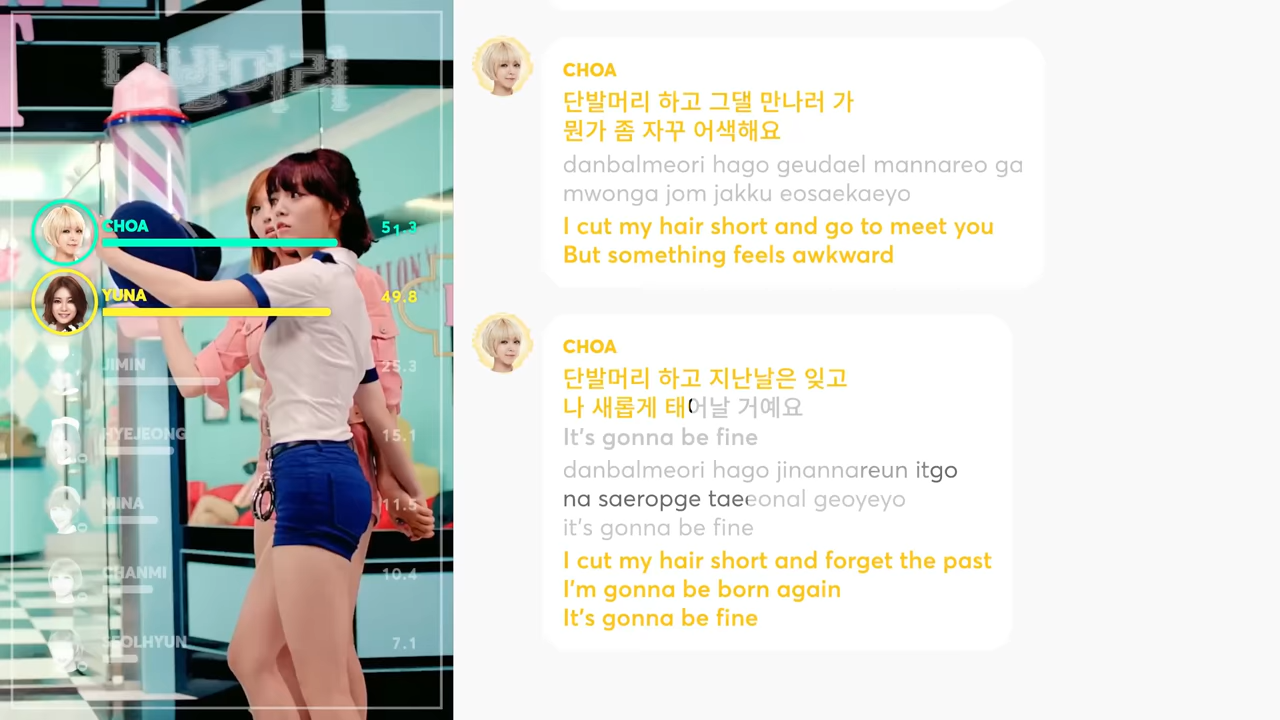 단발머리
CHOA
51.3
YUNA
49.8
JIMIN
25.3
HYEJEONG
15.1
MINA
11.5
CHANMI
10.4
SEOLHYUN
7.1
CHOA
단발머리 하고 그댈 만나러 가
뭔가 좀 자꾸 어색해요
danbalmeori hago geudael mannareo ga
mwonga jom jakku eosaekaeyo
I cut my hair short and go to meet you
But something feels awkward
CHOA
단발머리 하고 지난날은 잊고
나 새롭게 태어날 거예요
It's gonna be fine
danbalmeori hago jinannareun itgo
na saeropge taeeonal geoyeyo
it's gonna be fine
I cut my hair short and forget the past
I'm gonna be born again
It's gonna be fine